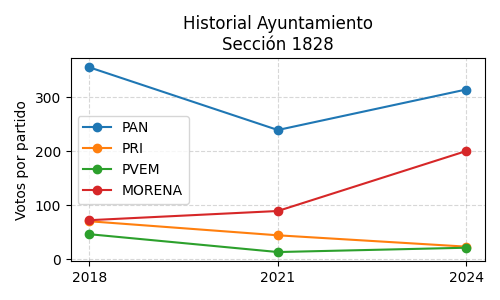 Historial Ayuntamiento
Sección 1828
Votos por partido
300
200
100
0
PAN
PRI
PVEM
MORENA
2018
2021
2024